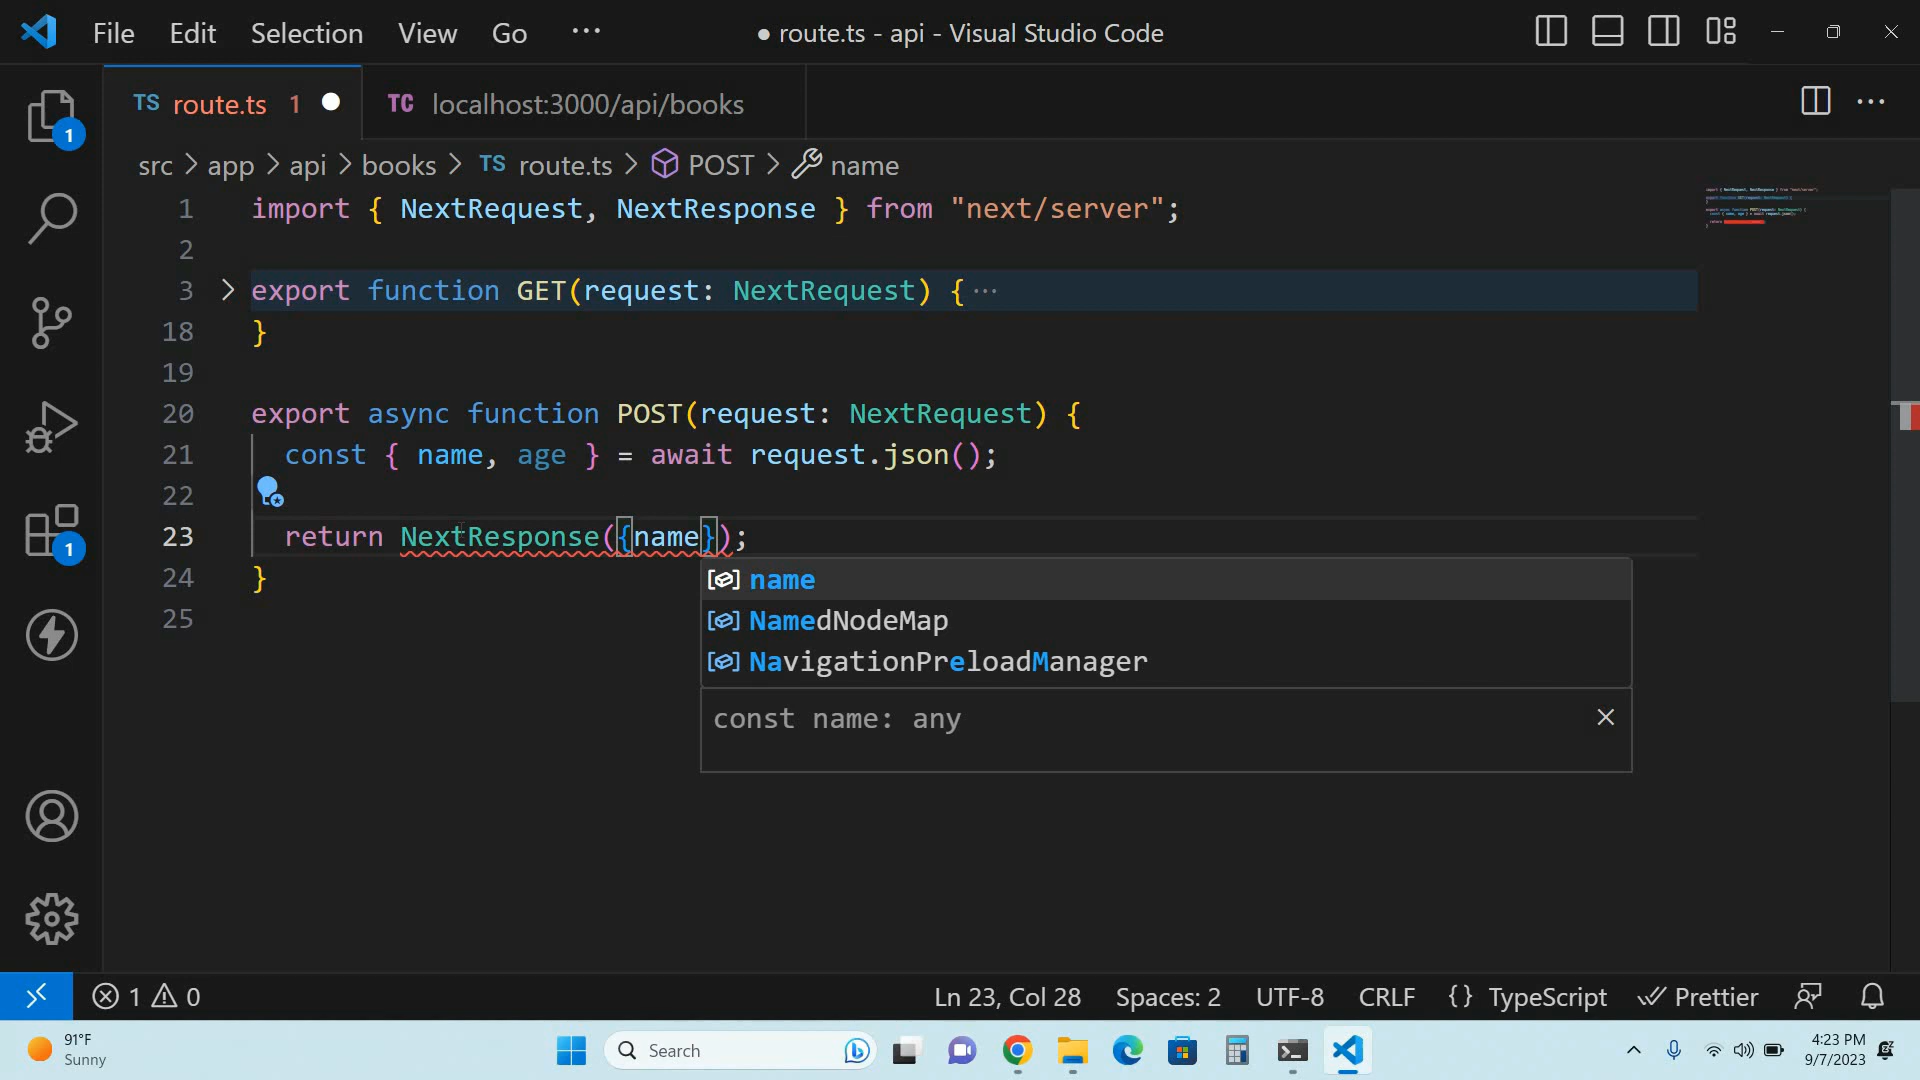 File Edit Selection View Go ··· ● route.ts - api - Visual Studio Code
TS route.ts 1 ● TC localhost:3000/api/books ···
1
src > app > api > books > TS route.ts > POST > name
1 import { NextRequest, NextResponse } from "next/server";
2
3 > export function GET(request: NextRequest) {···
18 }
19
20 export async function POST(request: NextRequest) {
21 const { name, age } = await request.json();
22
23 return NextResponse({name});
24 }
25
name
NamedNodeMap
NavigationPreloadManager
const name: any
1
1 0 Ln 23, Col 28 Spaces: 2 UTF-8 CRLF {} TypeScript Prettier
91°F
Sunny
Search
4:23 PM
9/7/2023